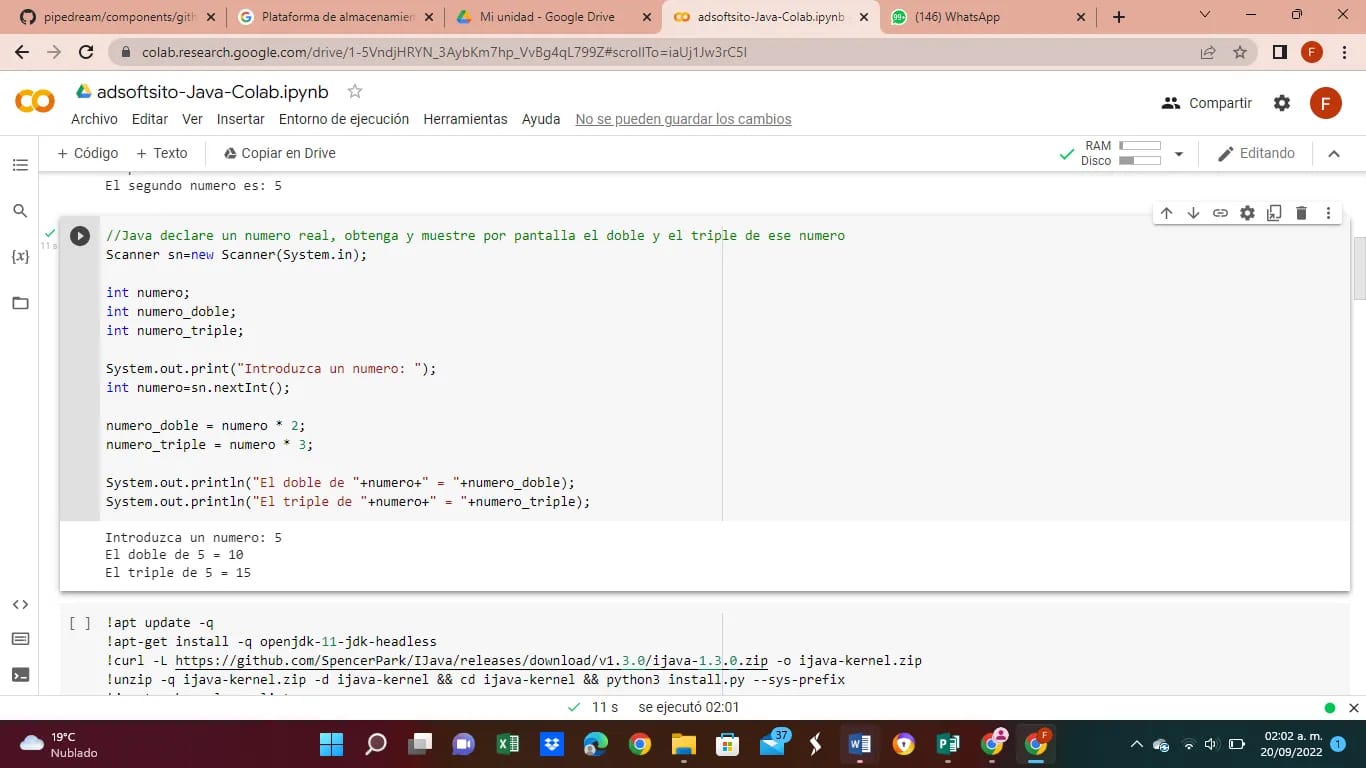 pipedream/components/gith
Plataforma de almacenamien
Mi unidad - Google Drive
adsoftsito-Java-Colab.ipynb
(146) WhatsApp
colab.research.google.com/drive/1-5VndjHRYN_3AybKm7hp_VvBg4qL799Z#scrollTo=iaUj1Jw3rC5I
F
CO
adsoftsito-Java-Colab.ipynb
Compartir
F
Archivo Editar Ver Insertar Entorno de ejecución Herramientas Ayuda No se pueden guardar los cambios
+ Código + Texto Copiar en Drive
RAM
Disco
Editando
El segundo numero es: 5
11 s
{x}
//Java declare un numero real, obtenga y muestre por pantalla el doble y el triple de ese numero
Scanner sn=new Scanner(System.in);
int numero;
int numero_doble;
int numero_triple;
System.out.print("Introduzca un numero: ");
int numero=sn.nextInt();
numero_doble = numero * 2;
numero_triple = numero * 3;
System.out.println("El doble de "+numero+" = "+numero_doble);
System.out.println("El triple de "+numero+" = "+numero_triple);
Introduzca un numero: 5
El doble de 5 = 10
El triple de 5 = 15
[ ] !apt update -q
!apt-get install -q openjdk-11-jdk-headless
!curl -L https://github.com/SpencerPark/IJava/releases/download/v1.3.0/ijava-1.3.0.zip -o ijava-kernel.zip
!unzip -q ijava-kernel.zip -d ijava-kernel && cd ijava-kernel && python3 install.py --sys-prefix
11 s se ejecutó 02:01
19°C
Nublado
37
02:02 a. m.
20/09/2022
1